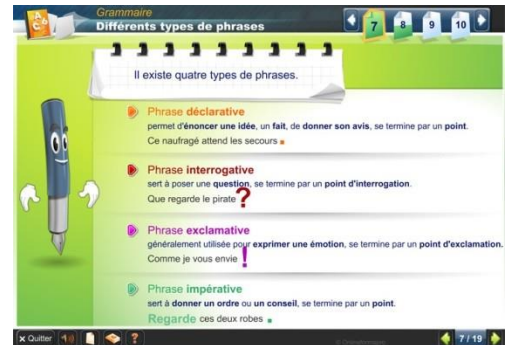 Grammaire
Différents types de phrases
7 8 9 10
Il existe quatre types de phrases.
Phrase déclarative
permet d'énoncer une idée, un fait, de donner son avis, se termine par un point.
Ce naufragé attend les secours .
Phrase interrogative
sert à poser une question, se termine par un point d'interrogation.
Que regarde le pirate ?
Phrase exclamative
généralement utilisée pour exprimer une émotion, se termine par un point d'exclamation.
Comme je vous envie !
Phrase impérative
sert à donner un ordre ou un conseil, se termine par un point.
Regarde ces deux robes .
x Quitter ? 7 / 19